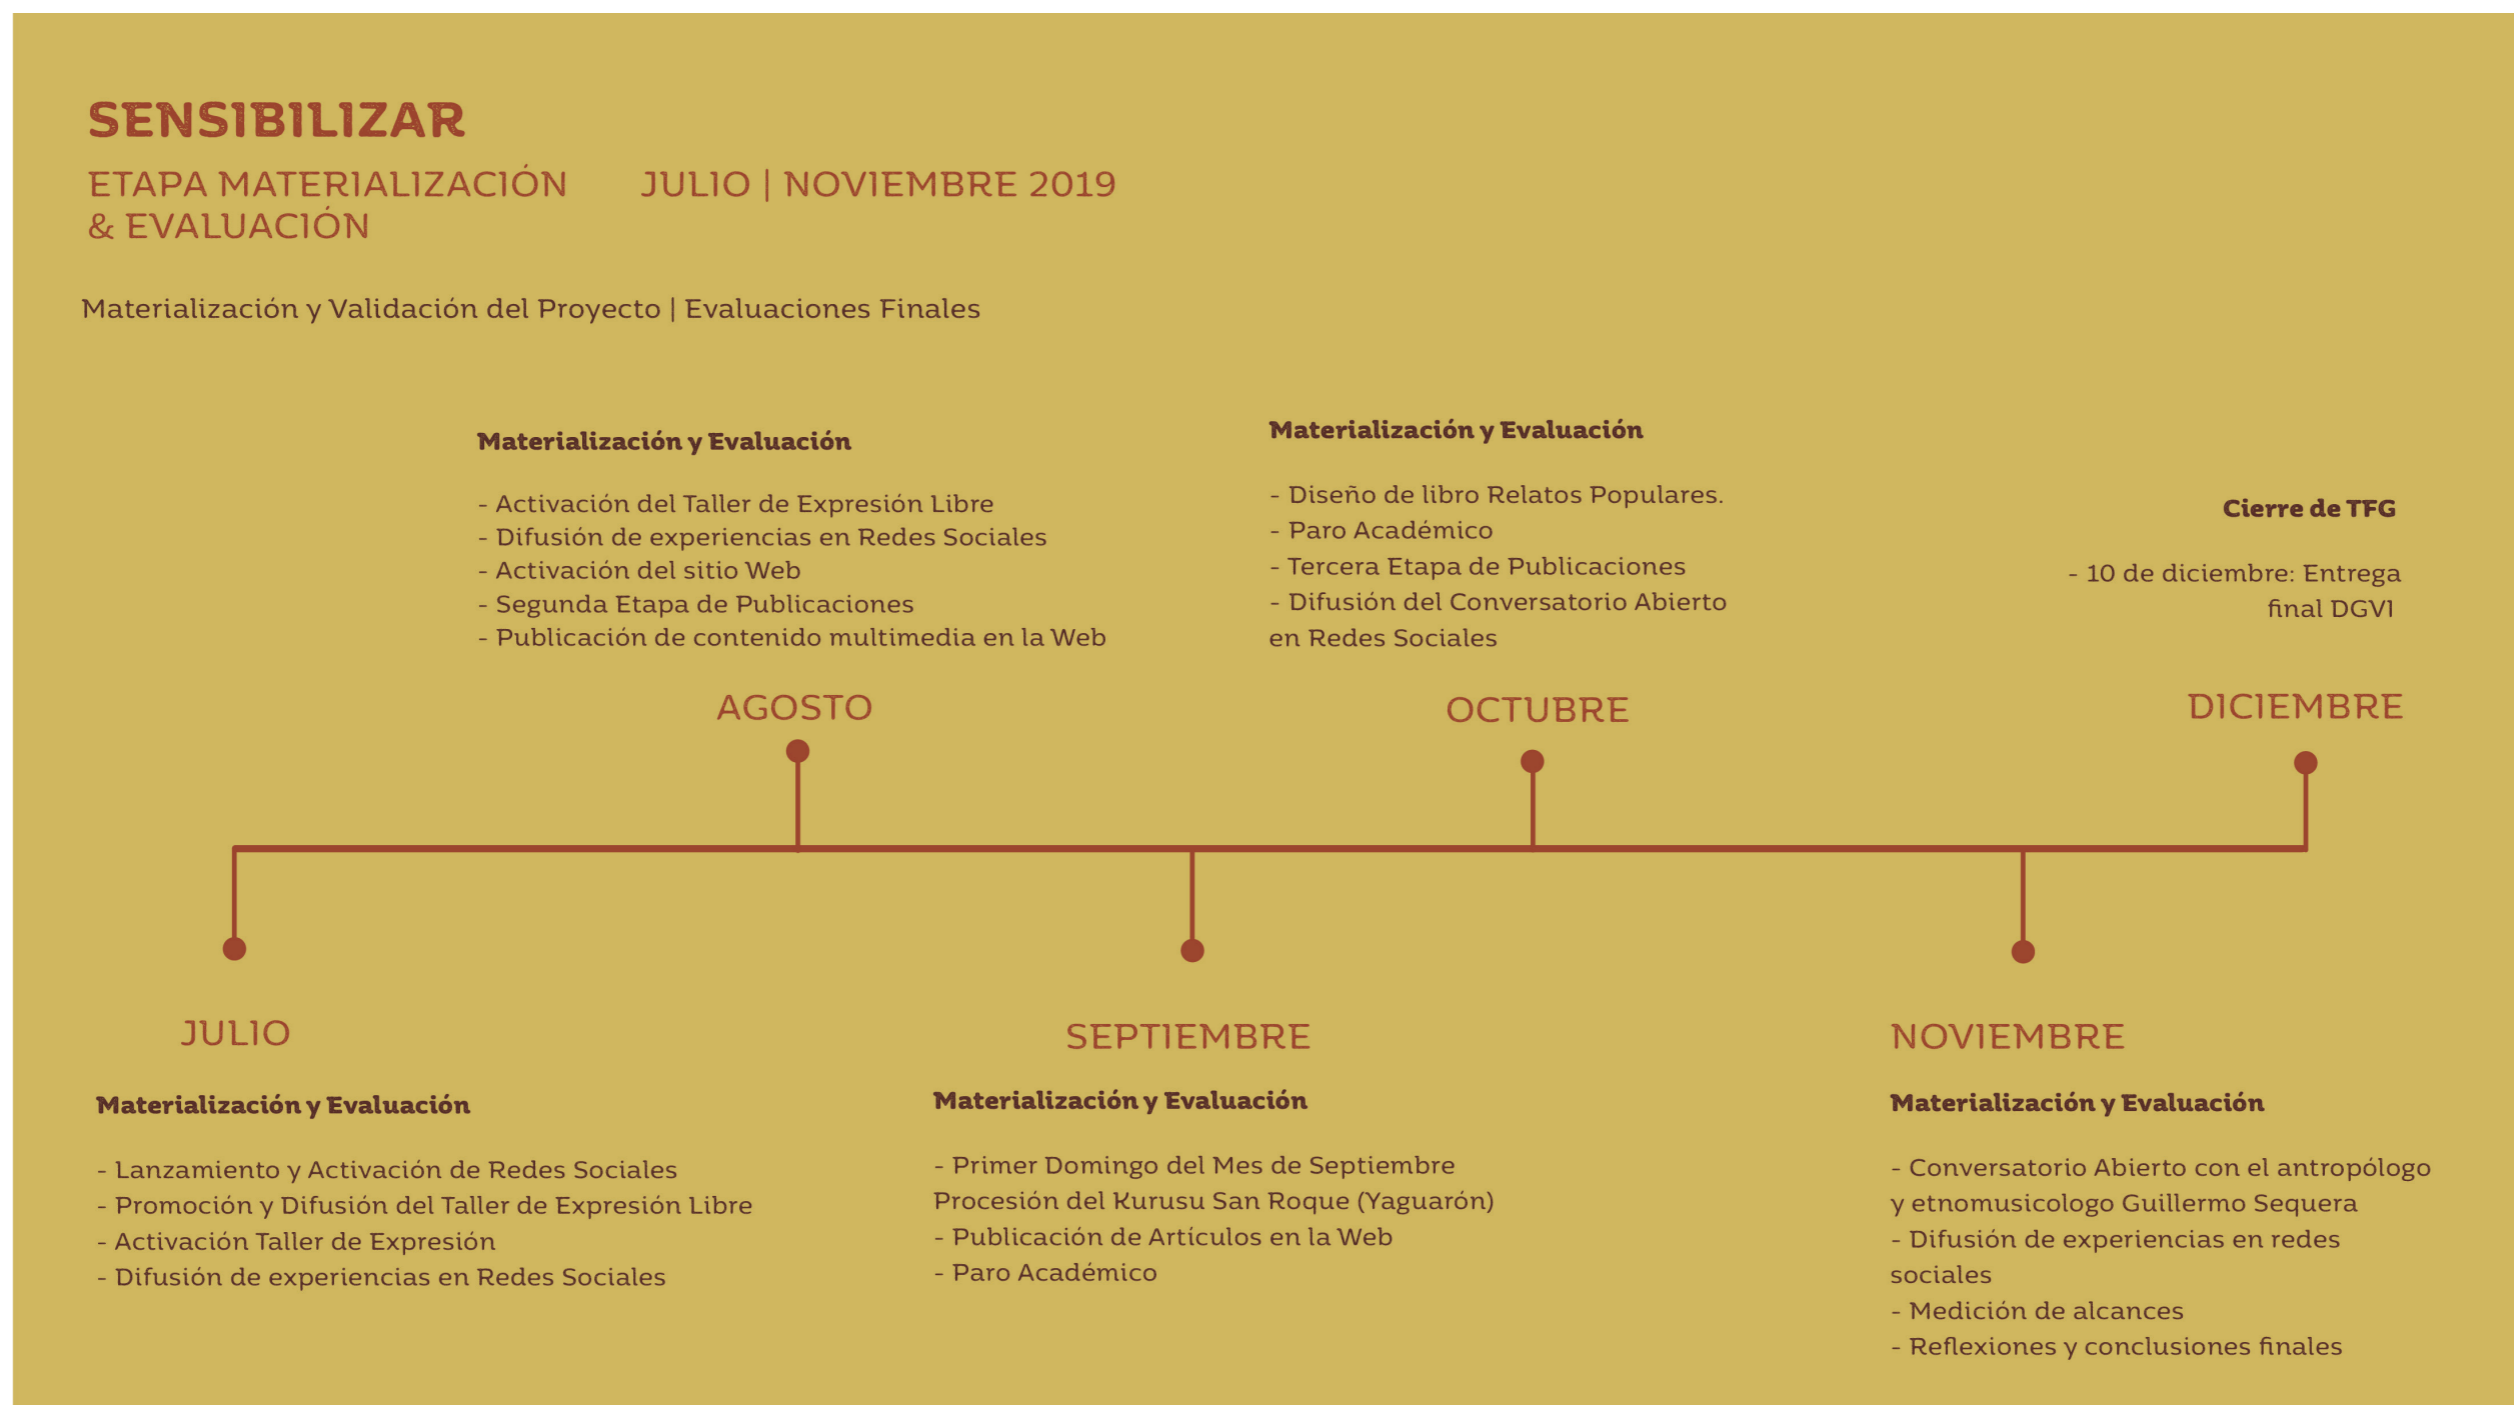 SENSIBILIZAR
ETAPA MATERIALIZACIÓN
& EVALUACIÓN
JULIO | NOVIEMBRE 2019
Materialización y Validación del Proyecto | Evaluaciones Finales
Materialización y Evaluación
- Activación del Taller de Expresión Libre
- Difusión de experiencias en Redes Sociales
- Activación del sitio Web
- Segunda Etapa de Publicaciones
- Publicación de contenido multimedia en la Web
AGOSTO
Materialización y Evaluación
- Diseño de libro Relatos Populares.
- Paro Académico
- Tercera Etapa de Publicaciones
- Difusión del Conversatorio Abierto
en Redes Sociales
OCTUBRE
Cierre de TFG
- 10 de diciembre: Entrega
final DGVI
DICIEMBRE
JULIO
Materialización y Evaluación
- Lanzamiento y Activación de Redes Sociales
- Promoción y Difusión del Taller de Expresión Libre
- Activación Taller de Expresión
- Difusión de experiencias en Redes Sociales
SEPTIEMBRE
Materialización y Evaluación
- Primer Domingo del Mes de Septiembre
Procesión del Kurusu San Roque (Yaguarón)
- Publicación de Artículos en la Web
- Paro Académico
NOVIEMBRE
Materialización y Evaluación
- Conversatorio Abierto con el antropólogo
y etnomusicologo Guillermo Sequera
- Difusión de experiencias en redes
sociales
- Medición de alcances
- Reflexiones y conclusiones finales